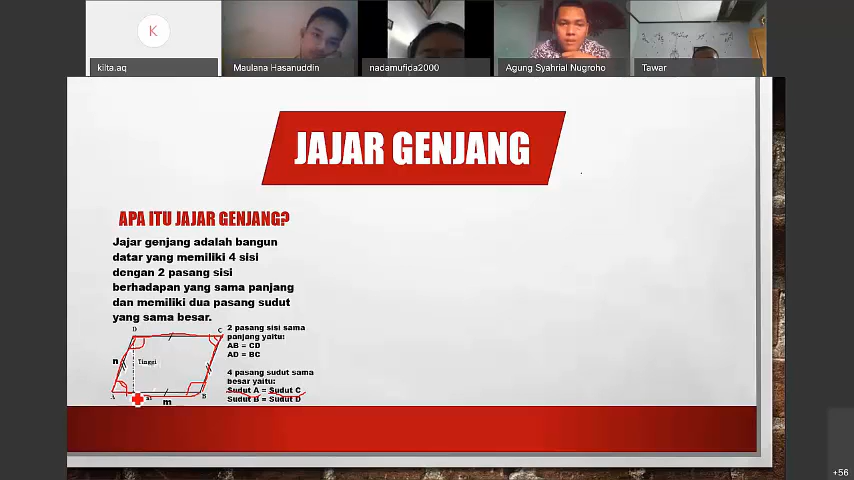 K
kiita.aq
Maulana Hasanuddin
nadamufida2000
Agung Syahrial Nugroho
Tawar
JAJAR GENJANG
APA ITU JAJAR GENJANG?
Jajar genjang adalah bangun
datar yang memiliki 4 sisi
dengan 2 pasang sisi
berhadapan yang sama panjang
dan memiliki dua pasang sudut
yang sama besar.
D
C
n
Tinggi
A
B
m
2 pasang sisi sama
panjang yaitu:
AB = CD
AD = BC
4 pasang sudut sama
besar yaitu:
Sudut A = Sudut C
Sudut B = Sudut D
+56